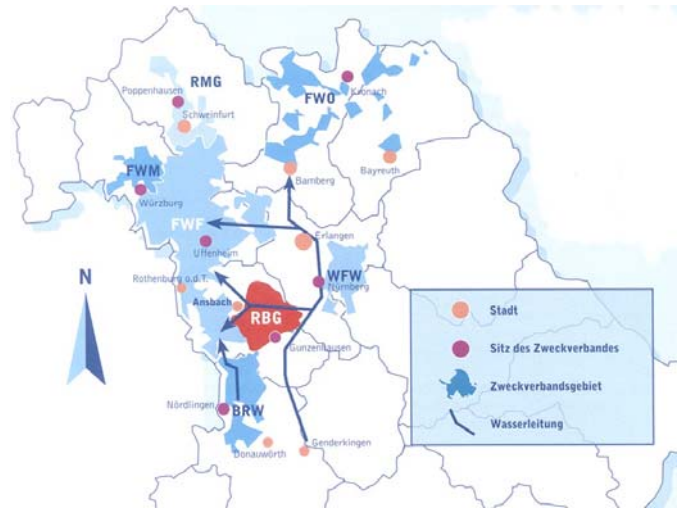 RMG
Poppenhausen
Schweinfurt
FWO
Kronach
FWM
Würzburg
Bamberg
Bayreuth
FWF
Uffenheim
Erlangen
WFW
Nürnberg
N
Rothenburg o.d.T.
Ansbach
RBG
Gunzenhausen
Nördlingen
BRW
Donauwörth
Genderkingen
Stadt
Sitz des Zweckverbandes
Zweckverbandsgebiet
Wasserleitung